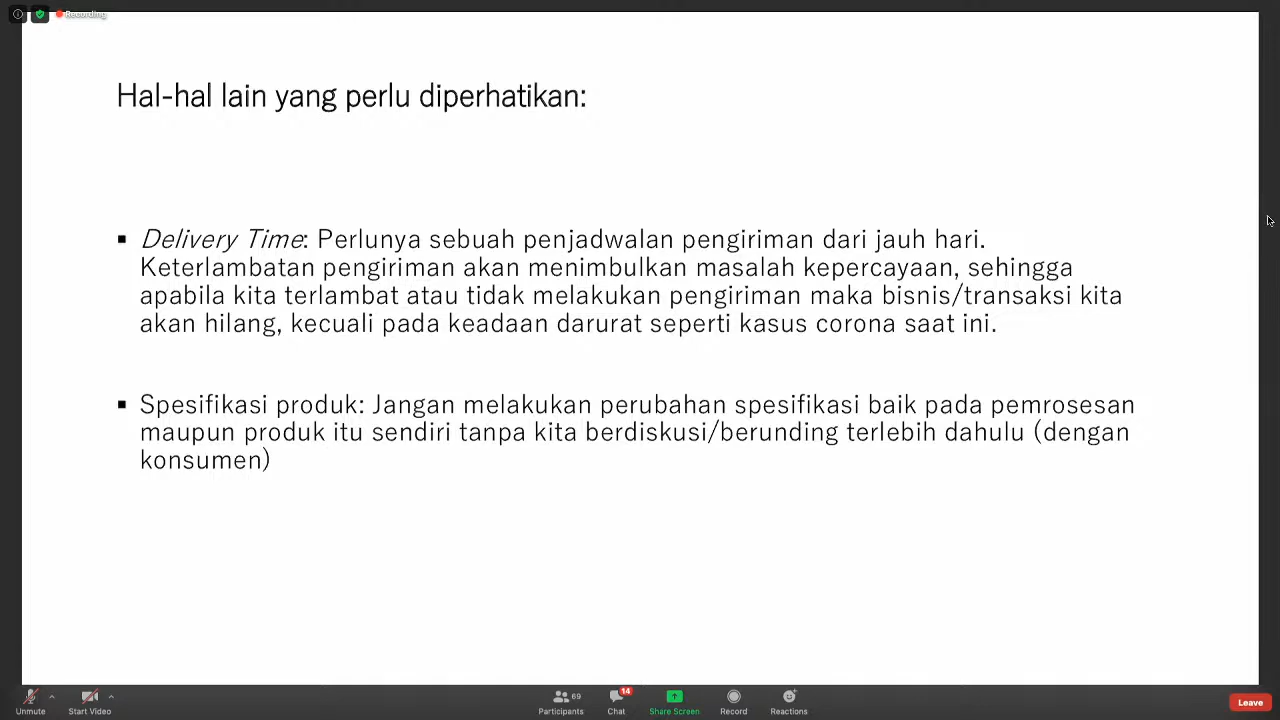 Recording
Hal-hal lain yang perlu diperhatikan:
▪ Delivery Time: Perlunya sebuah penjadwalan pengiriman dari jauh hari.
Keterlambatan pengiriman akan menimbulkan masalah kepercayaan, sehingga
apabila kita terlambat atau tidak melakukan pengiriman maka bisnis/transaksi kita
akan hilang, kecuali pada keadaan darurat seperti kasus corona saat ini.
▪ Spesifikasi produk: Jangan melakukan perubahan spesifikasi baik pada pemrosesan
maupun produk itu sendiri tanpa kita berdiskusi/berunding terlebih dahulu (dengan
konsumen)
69
14
Unmute
Start Video
Participants
Chat
Share Screen
Record
Reactions
Leave